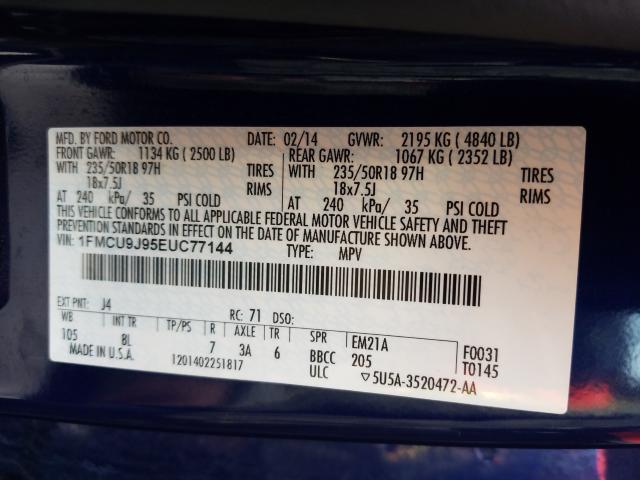 MFD. BY FORD MOTOR CO. DATE: 02/14 GVWR: 2195 KG ( 4840 LB)
FRONT GAWR: 1134 KG ( 2500 LB) REAR GAWR: 1067 KG ( 2352 LB)
WITH 235/50R18 97H TIRES WITH 235/50R18 97H TIRES
18x7.5J RIMS 18x7.5J RIMS
AT 240 kPa/ 35 PSI COLD AT 240 kPa/ 35 PSI COLD
THIS VEHICLE CONFORMS TO ALL APPLICABLE FEDERAL MOTOR VEHICLE SAFETY AND THEFT
PREVENTION STANDARDS IN EFFECT ON THE DATE OF MANUFACTURE SHOWN ABOVE.
VIN: 1FMCU9J95EUC77144 TYPE: MPV
EXT PNT: J4 RC: 71 DSO:
WB INT TR TP/PS R AXLE TR SPR EM21A F0031
105 8L 7 3A 6 BBCC 205 T0145
MADE IN U.S.A. 1201402251817 ULC ▽5U5A-3520472-AA